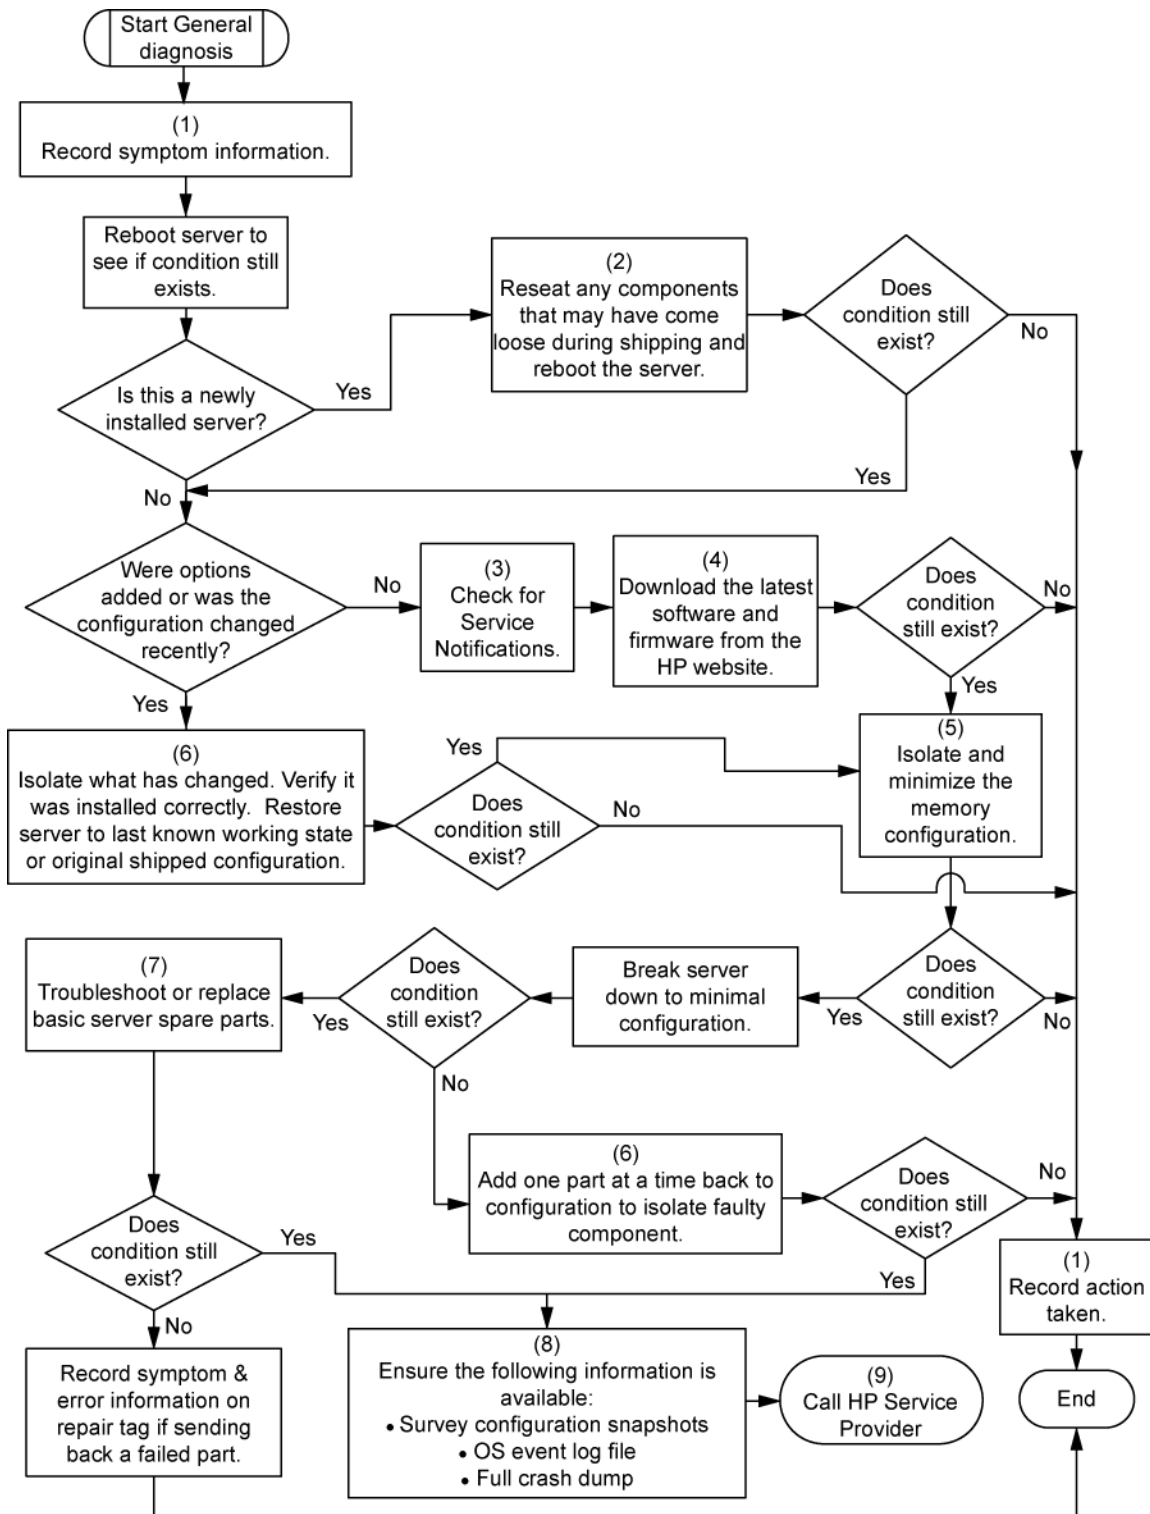 Start General
diagnosis
(1)
Record symptom information.
Reboot server to
see if condition still
exists.
(2)
Reseat any components
that may have come
loose during shipping and
reboot the server.
Does
condition still
exist?
No
Yes
Is this a newly
installed server?
Yes
No
Were options
added or was the
configuration changed
recently?
No
(3)
Check for
Service
Notifications.
(4)
Download the latest
software and
firmware from the
HP website.
Does
condition
still exist?
No
Yes
Yes
(6)
Isolate what has changed. Verify it
was installed correctly. Restore
server to last known working state
or original shipped configuration.
Yes
Does
condition still
exist?
No
(5)
Isolate and
minimize the
memory
configuration.
(7)
Troubleshoot or replace
basic server spare parts.
Yes
Does
condition
still exist?
No
Break server
down to minimal
configuration.
Yes
Does
condition
still exist?
No
(6)
Add one part at a time back to
configuration to isolate faulty
component.
Does
condition still
exist?
No
Yes
Does
condition still
exist?
Yes
No
(1)
Record action
taken.
Record symptom &
error information on
repair tag if sending
back a failed part.
(8)
Ensure the following information is
available:
• Survey configuration snapshots
• OS event log file
• Full crash dump
(9)
Call HP Service
Provider
End